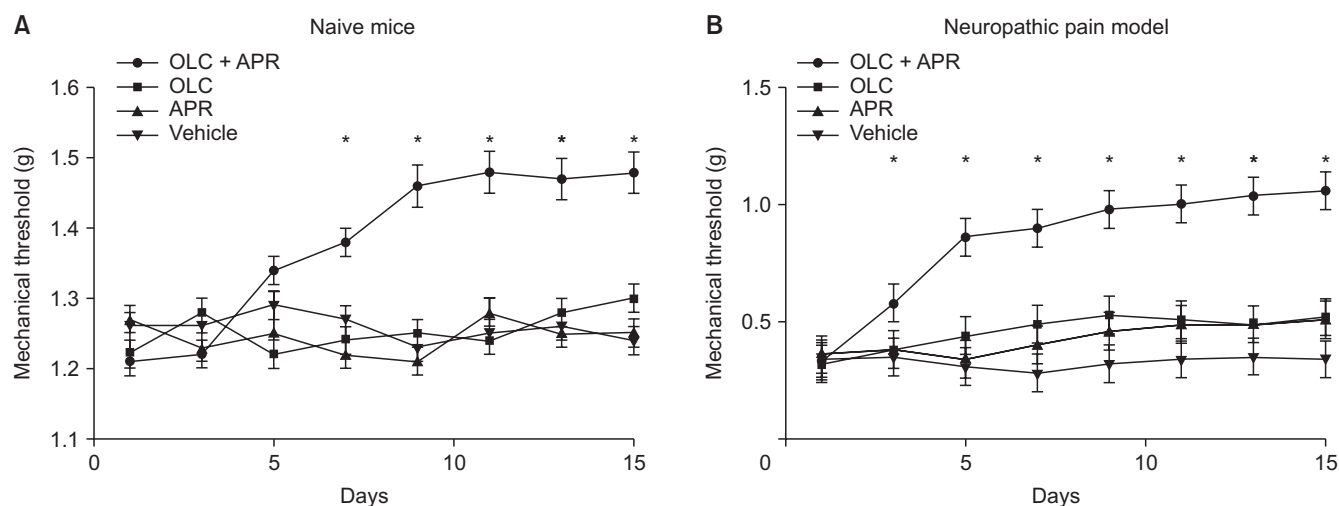 A
Naive mice
OLC + APR
OLC
APR
Vehicle
1.6
1.5
1.4
1.3
1.2
1.1
Mechanical threshold (g)
* * * * *
0 5 10 15
Days
B
Neuropathic pain model
OLC + APR
OLC
APR
Vehicle
1.5
1.0
0.5
Mechanical threshold (g)
* * * * * * *
0 5 10 15
Days